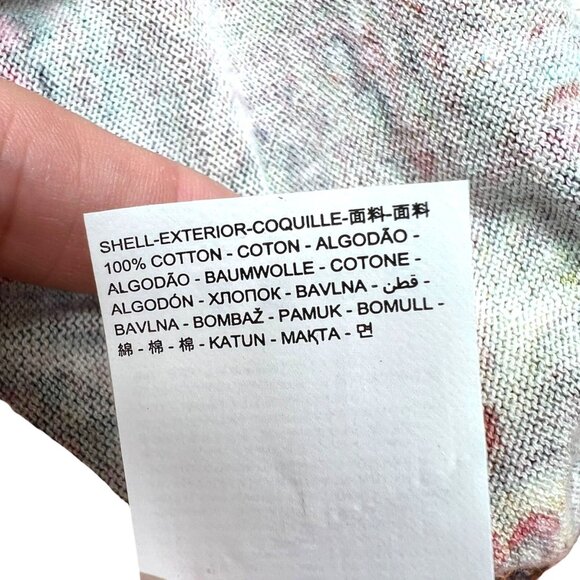 SHELL-EXTERIOR-COQUILLE-面料-面料
100% COTTON - COTON - ALGODÃO -
ALGODÃO - BAUMWOLLE - COTONE -
ALGODÓN - ХЛОПОК - BAVLNA - قطن -
BAVLNA - BOMBAŽ - PAMUK - BOMULL -
綿 - 棉 - 棉 - KATUN - МАҚТА - 면